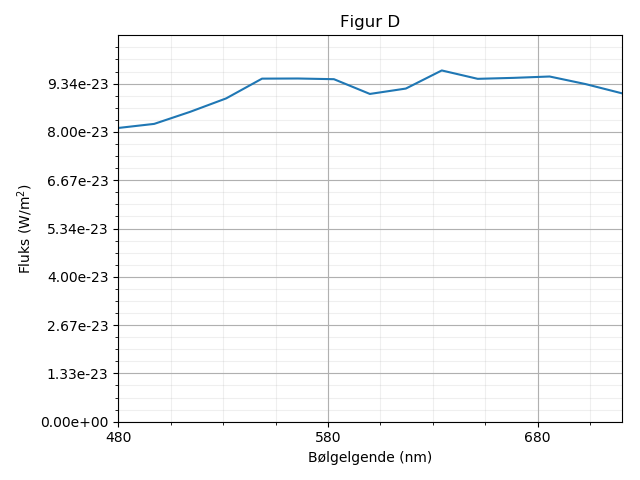 Figur D
9.34e-23
8.00e-23
6.67e-23
5.34e-23
4.00e-23
2.67e-23
1.33e-23
0.00e+00
Fluks (W/m²)
480 580 680
Bølgelgende (nm)